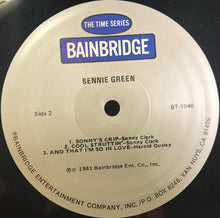 THE TIME SERIES
BAINBRIDGE
BENNIE GREEN
Side 2
BT-1046
1. SONNY'S CRIP-Sonny Clark
2. COOL STRUTTIN'-Sonny Clark
3. AND THAT I'M SO IN LOVE-Harold Ousley
© 1981 Bainbridge Ent. Co., Inc.
BAINBRIDGE ENTERTAINMENT CO., INC. P.O. BOX 8248, VAN NUYS, CA 91409